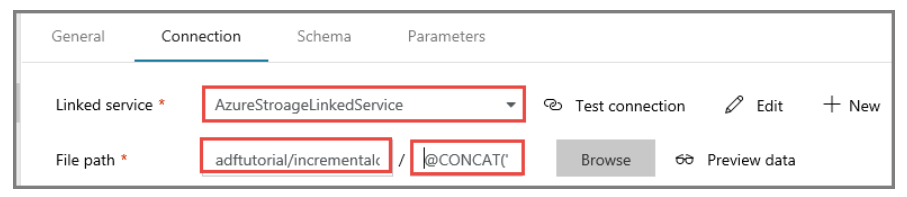 General Connection Schema Parameters
Linked service * AzureStroageLinkedService Test connection Edit + New
File path * adftutorial/incrementalc / @CONCAT(' Browse Preview data